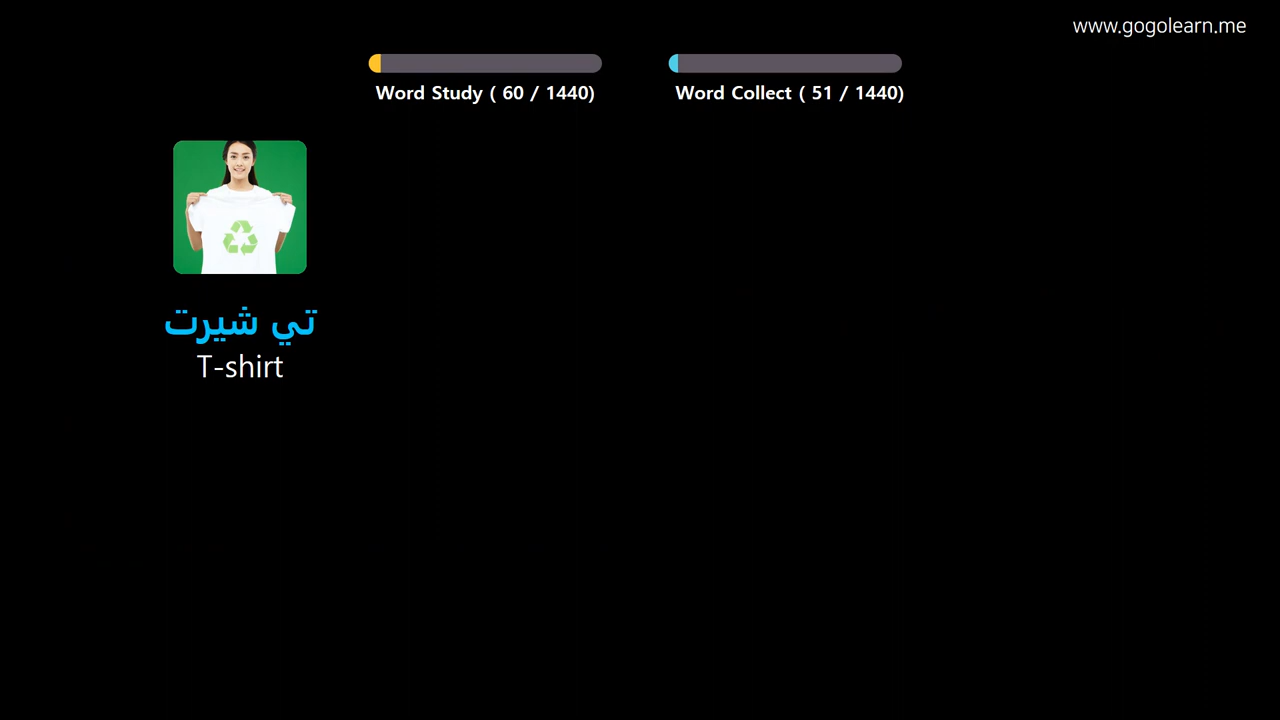 www.gogolearn.me
Word Study ( 60 / 1440)
Word Collect ( 51 / 1440)
تي شيرت
T-shirt